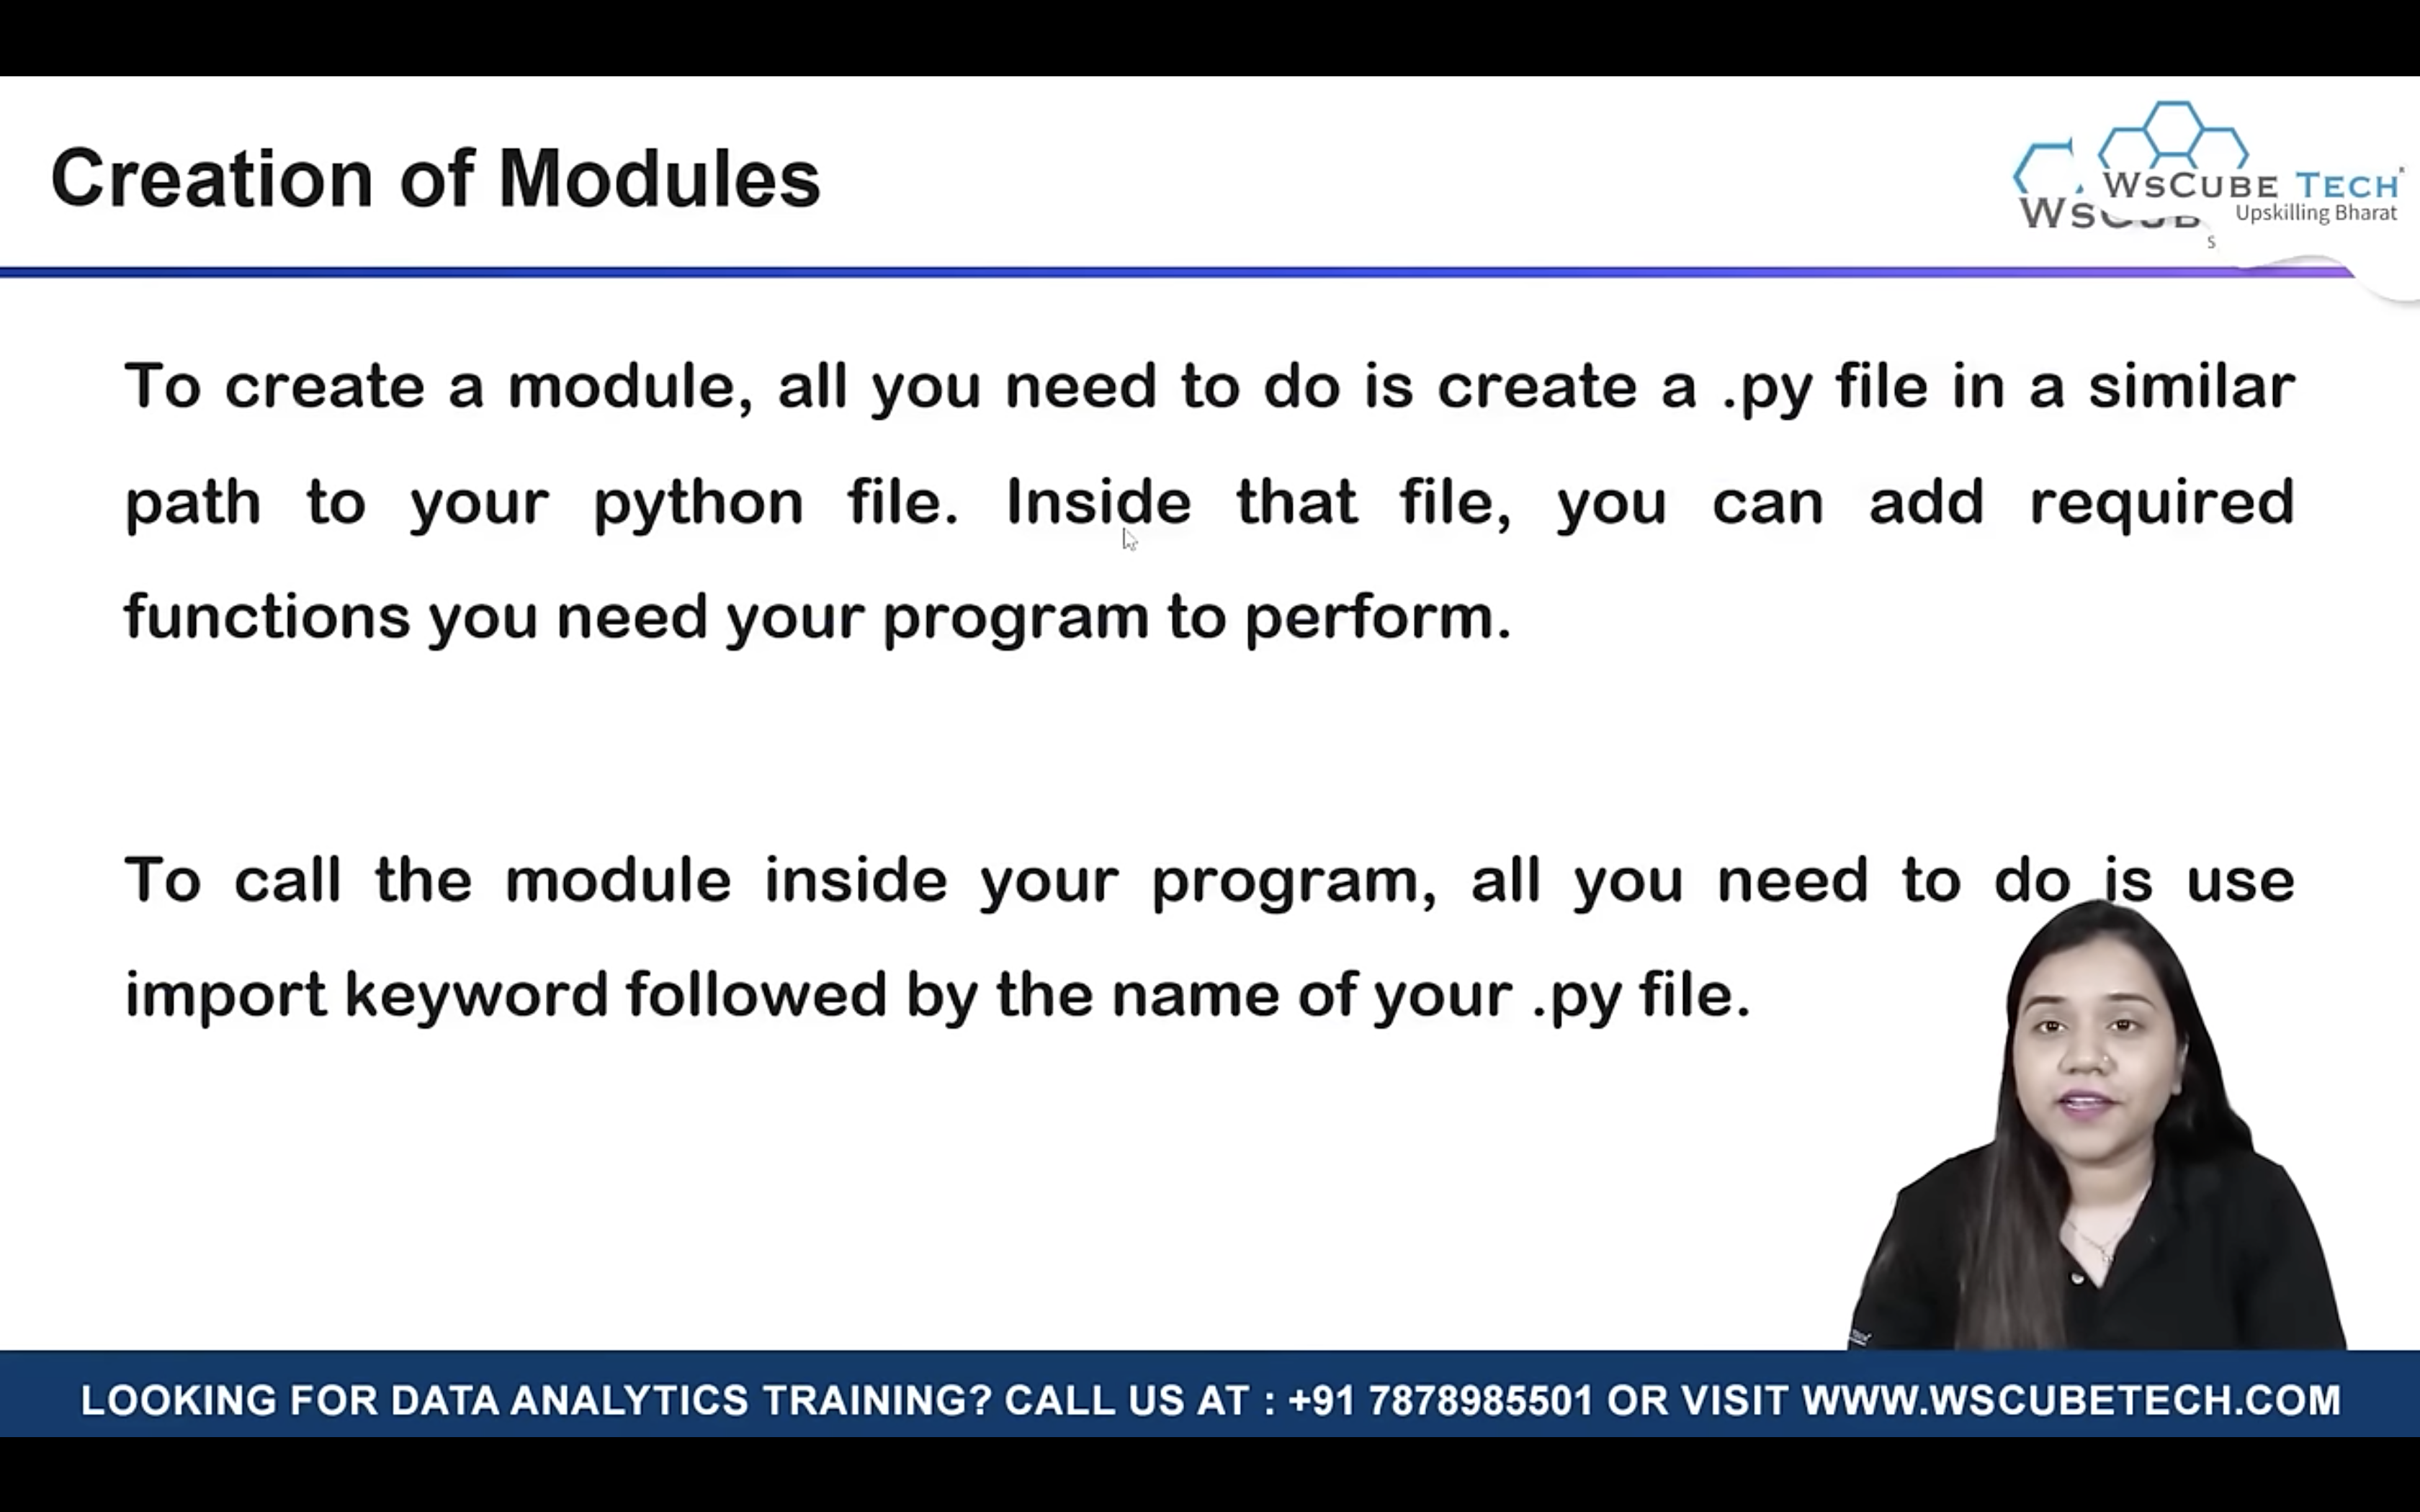 Creation of Modules
WSCUBE TECH
Upskilling Bharat
To create a module, all you need to do is create a .py file in a similar
path to your python file. Inside that file, you can add required
functions you need your program to perform.
To call the module inside your program, all you need to do is use
import keyword followed by the name of your .py file.
LOOKING FOR DATA ANALYTICS TRAINING? CALL US AT : +91 7878985501 OR VISIT WWW.WSCUBETECH.COM